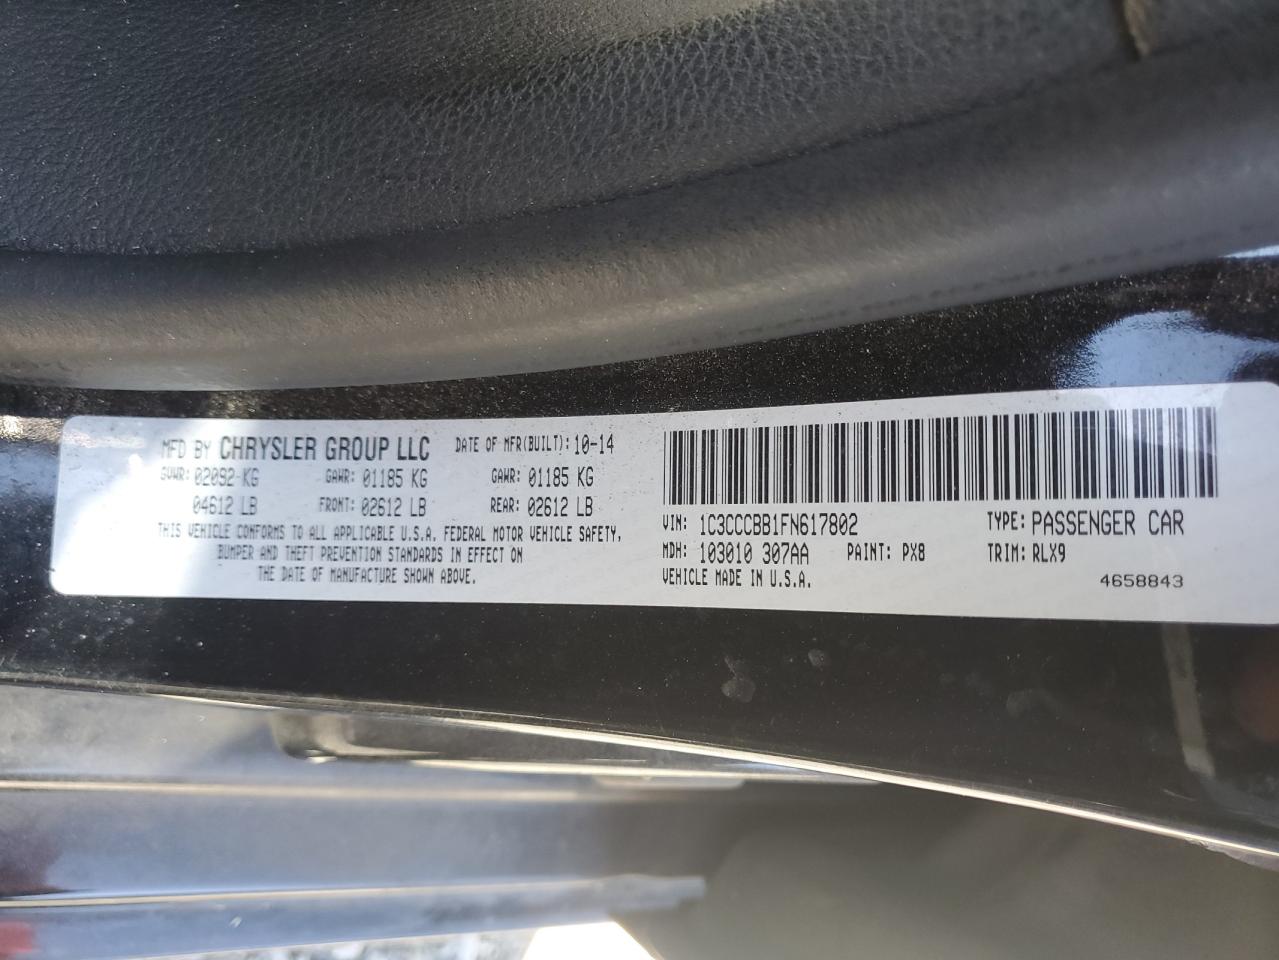 MFD BY CHRYSLER GROUP LLC DATE OF MFR(BUILT): 10-14
GVWR: 02092 KG GAWR: 01185 KG GAWR: 01185 KG
04612 LB FRONT: 02612 LB REAR: 02612 LB
THIS VEHICLE CONFORMS TO ALL APPLICABLE U.S.A. FEDERAL MOTOR VEHICLE SAFETY,
BUMPER AND THEFT PREVENTION STANDARDS IN EFFECT ON
THE DATE OF MANUFACTURE SHOWN ABOVE.
VIN: 1C3CCCBB1FN617802 TYPE: PASSENGER CAR
MDH: 103010 307AA PAINT: PX8 TRIM: RLX9
VEHICLE MADE IN U.S.A. 4658843